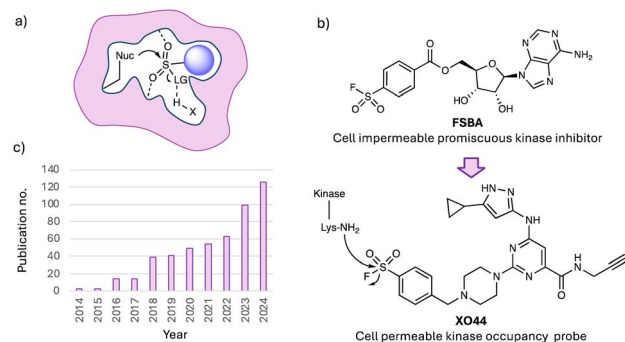 a)
Nuc
O
S
O
LG
H
X
b)
O
O
O
F
S
O
O
HO
OH
N
N
N
N
NH₂
FSBA
Cell impermeable promiscuous kinase inhibitor
c)
Publication no.
140
120
100
80
60
40
20
0
2014
2015
2016
2017
2018
2019
2020
2021
2022
2023
2024
Year
Kinase
Lys-NH₂
O
O
S
F
N
N
N
N
HN
N
NH
H
N
O
XO44
Cell permeable kinase occupancy probe